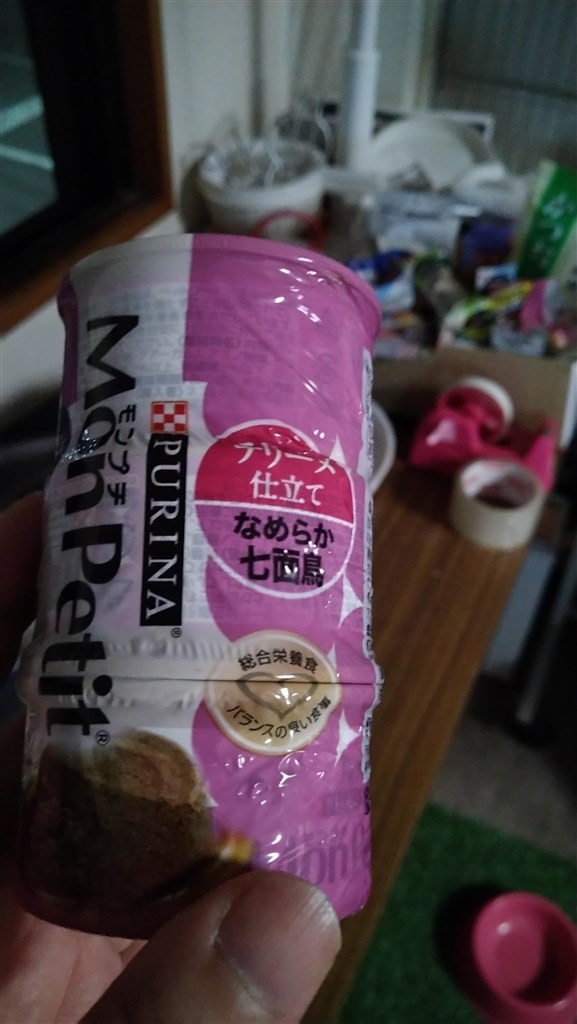 MonPetit®
モンプチ
PURINA®
テリーヌ
仕立て
なめらか
七面鳥
総合栄養食
バランスの良い食事